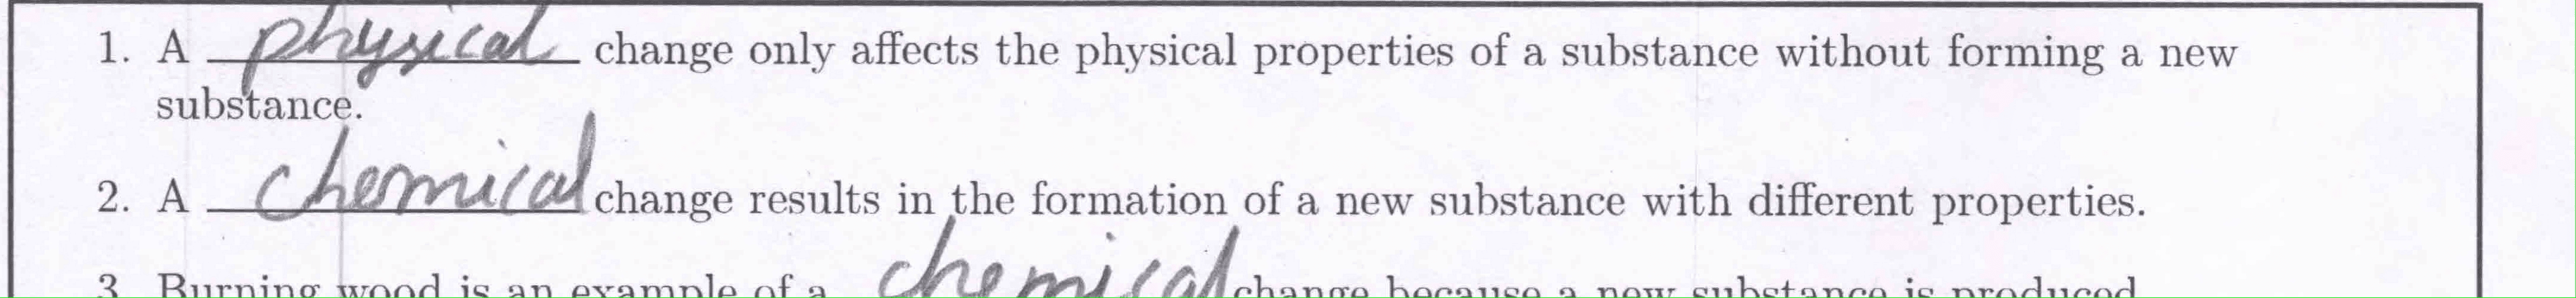 1. A physical change only affects the physical properties of a substance without forming a new
substance.
2. A chemical change results in the formation of a new substance with different properties.
3. Burning wood is an example of a chemical change because a new substance is produced.